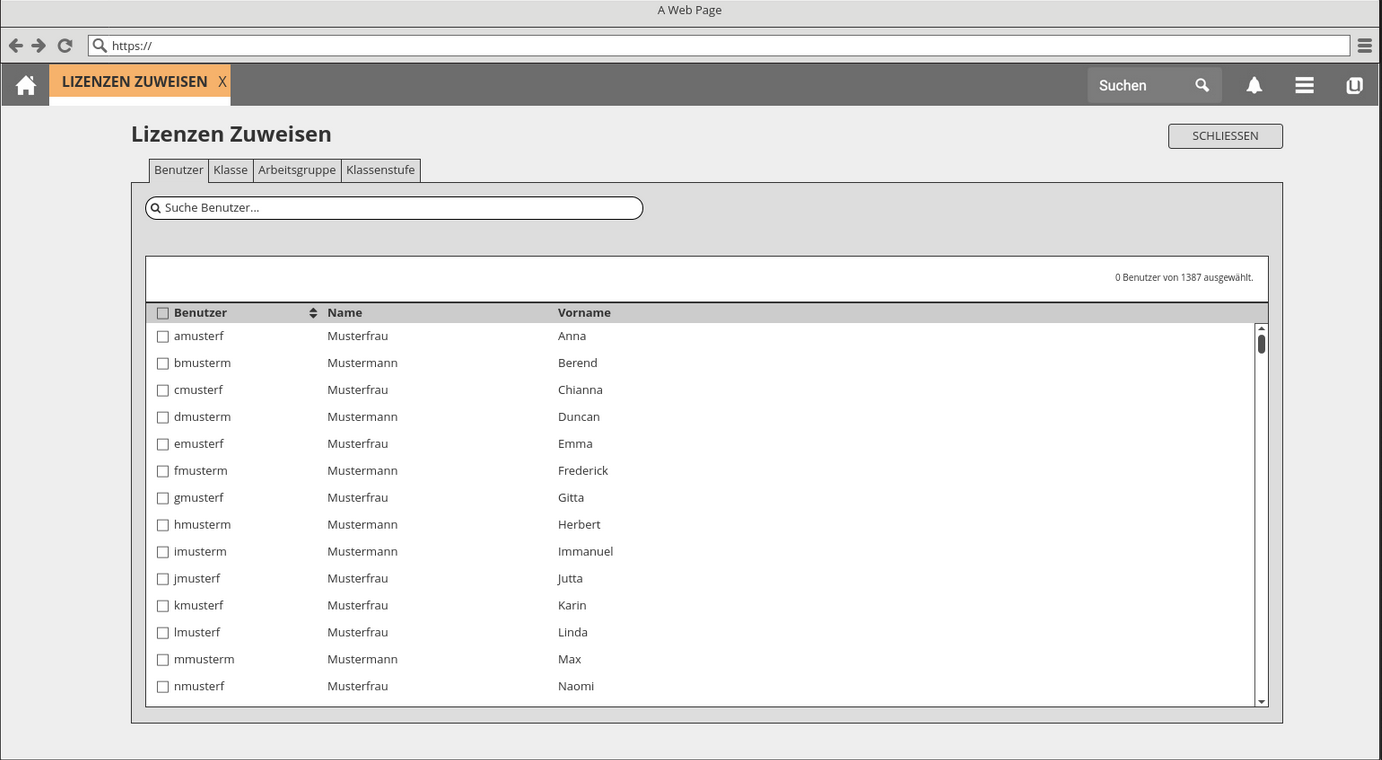 A Web Page
https://
LIZENZEN ZUWEISEN X
Suchen
Lizenzen Zuweisen
SCHLIESSEN
Benutzer Klasse Arbeitsgruppe Klassenstufe
Suche Benutzer...
0 Benutzer von 1387 ausgewählt.
Benutzer Name Vorname
amusterf Musterfrau Anna
bmusterm Mustermann Berend
cmusterf Musterfrau Chianna
dmusterm Mustermann Duncan
emusterf Musterfrau Emma
fmusterm Mustermann Frederick
gmusterf Musterfrau Gitta
hmusterm Mustermann Herbert
imusterm Mustermann Immanuel
jmusterf Musterfrau Jutta
kmusterf Musterfrau Karin
lmusterf Musterfrau Linda
mmusterm Mustermann Max
nmusterf Musterfrau Naomi